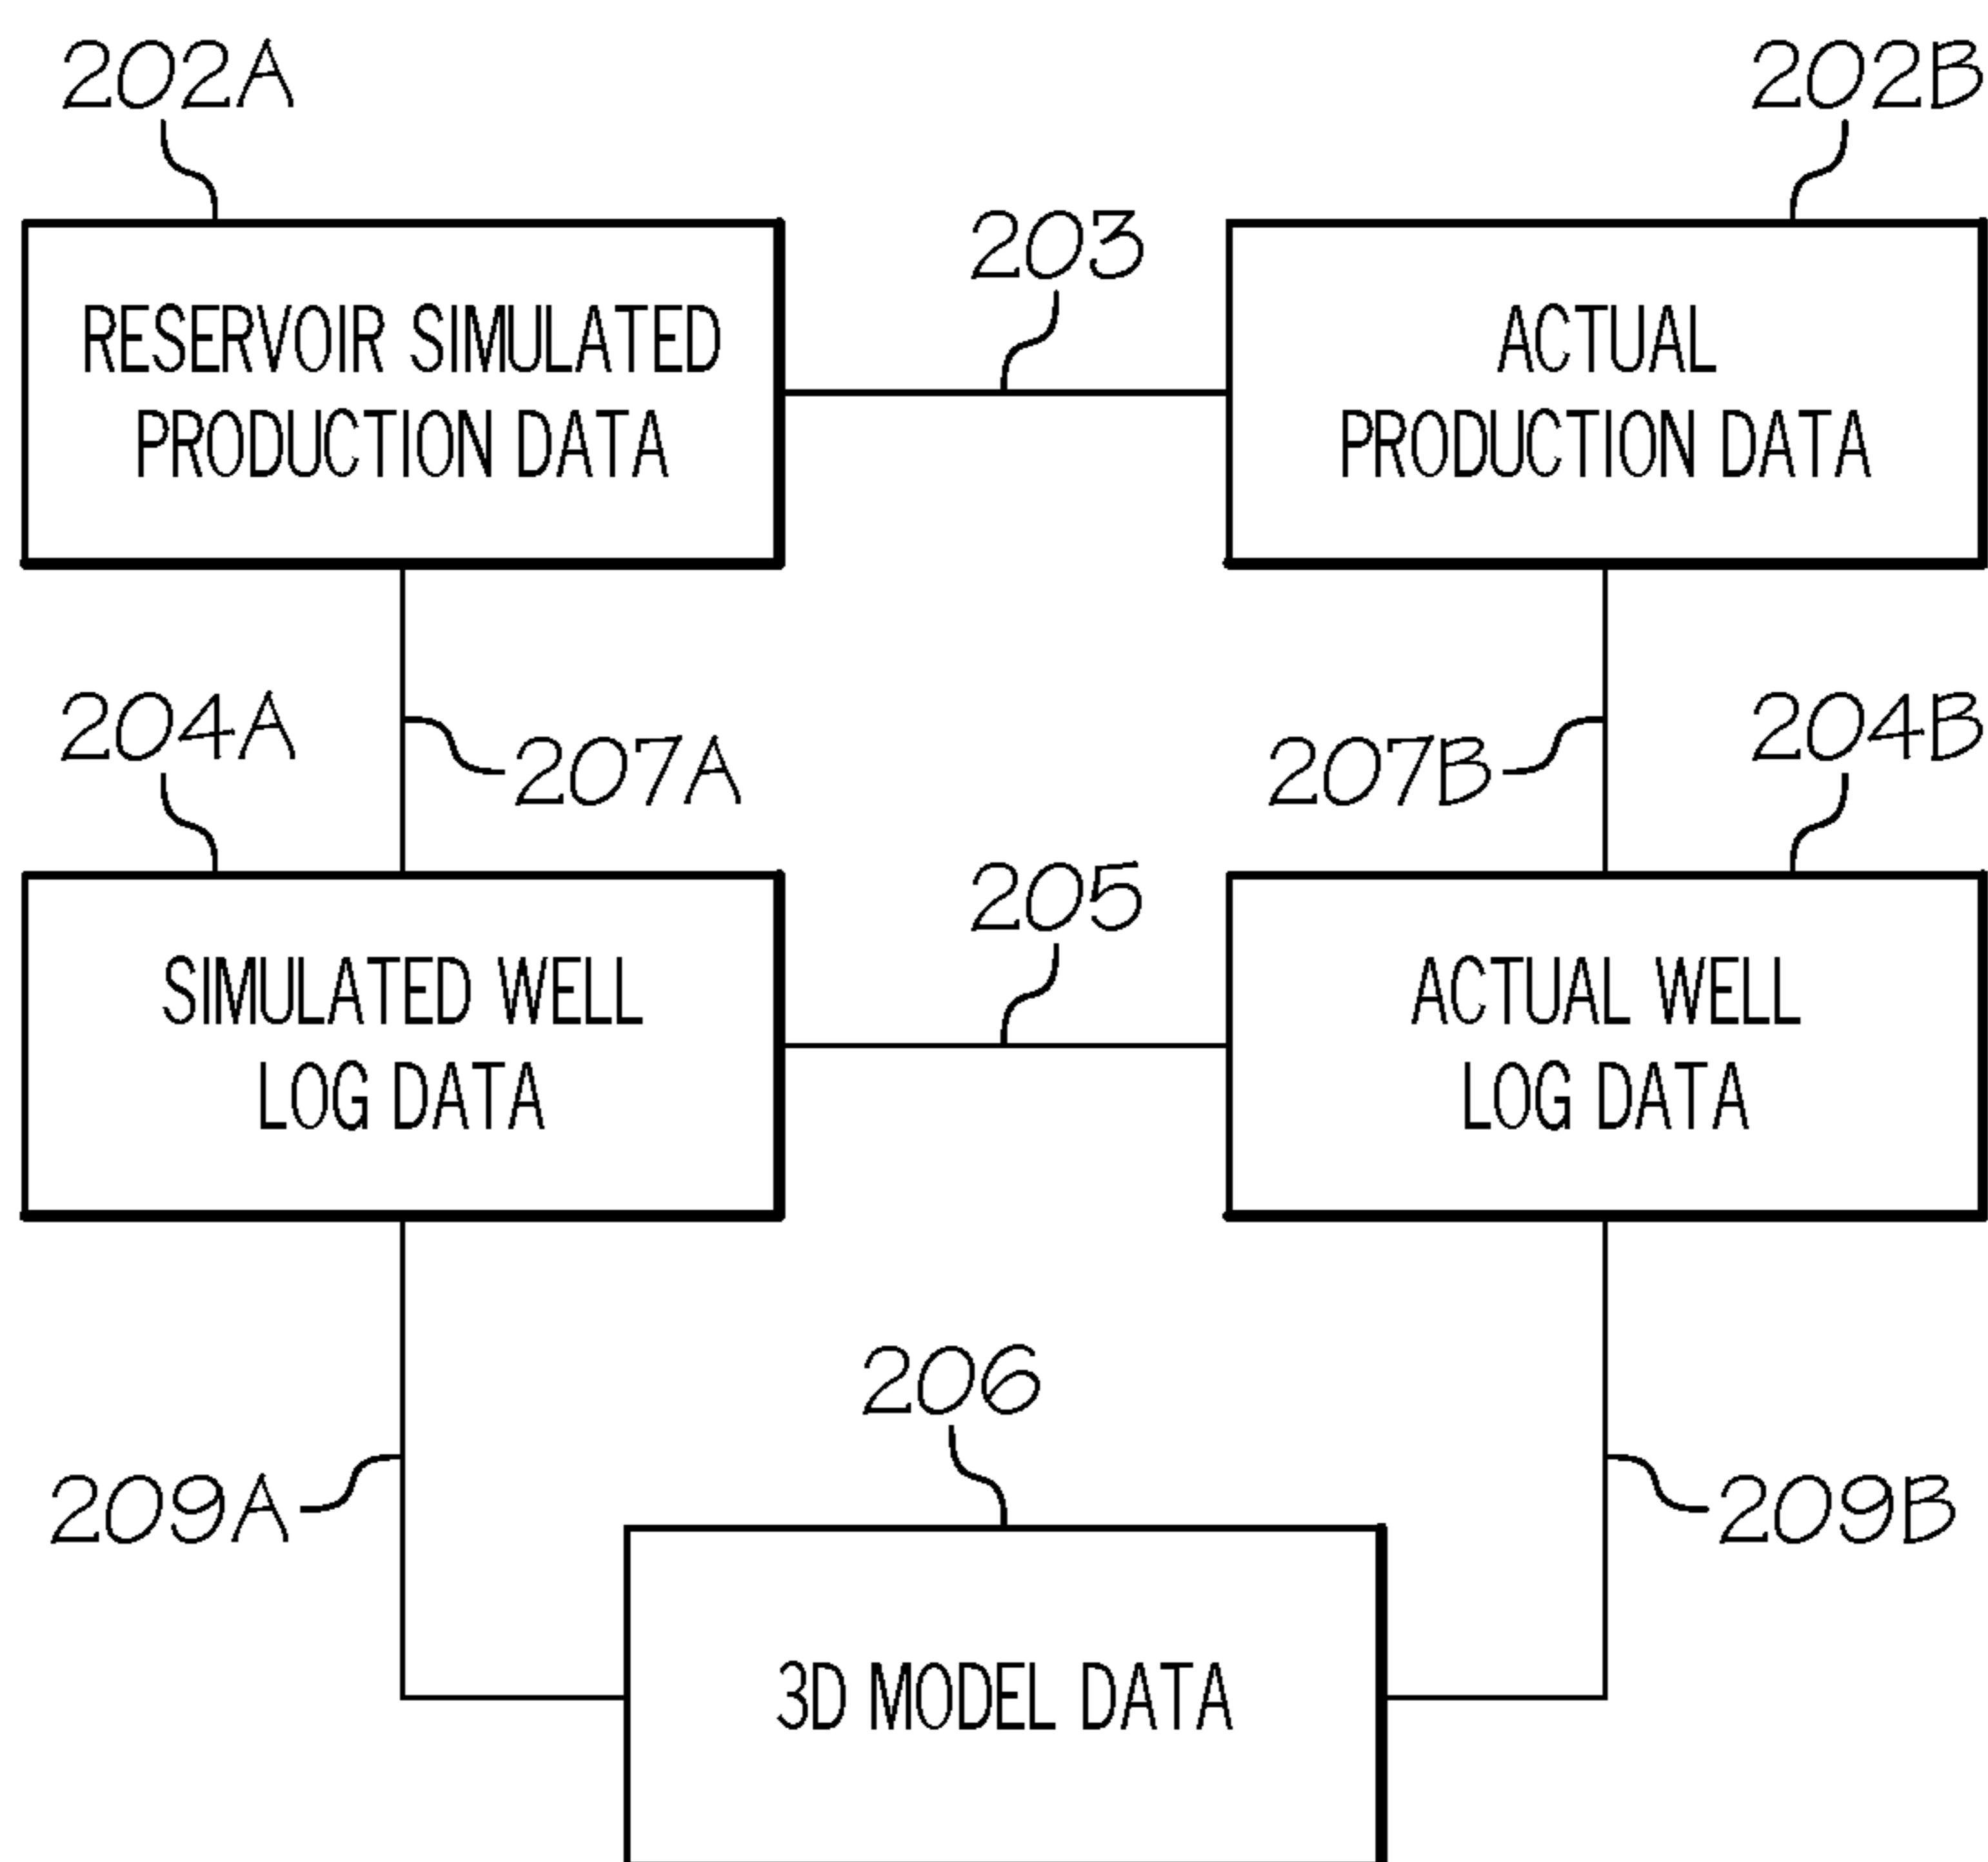 202A
202B
203
RESERVOIR SIMULATED
PRODUCTION DATA
ACTUAL
PRODUCTION DATA
204A
207A
207B
204B
205
SIMULATED WELL
LOG DATA
ACTUAL WELL
LOG DATA
206
209A
209B
3D MODEL DATA